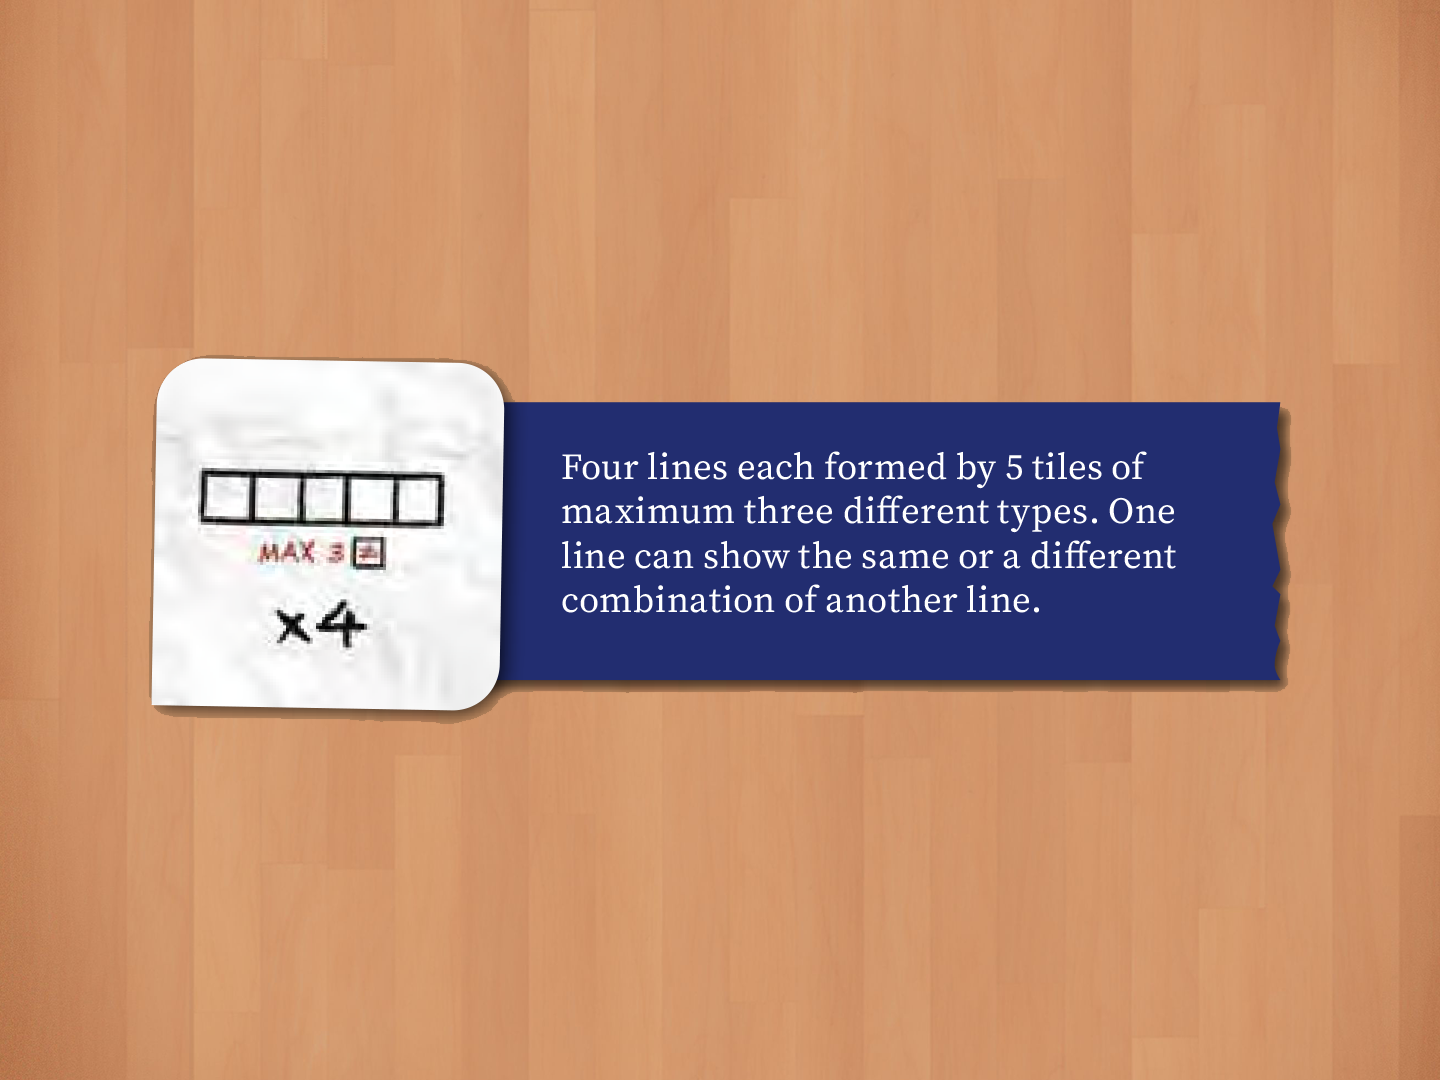 MAX 3 ≠
x4
Four lines each formed by 5 tiles of
maximum three different types. One
line can show the same or a different
combination of another line.